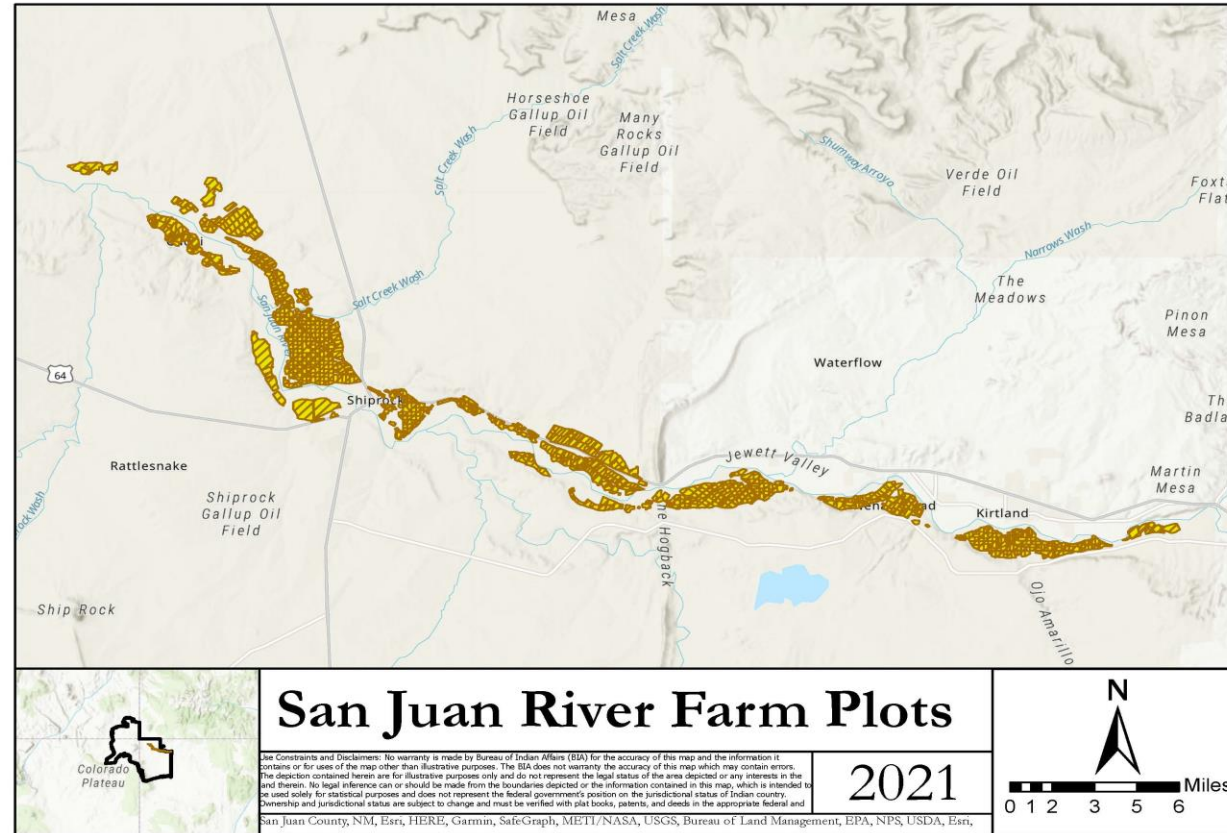 Mesa
Salt Creek Wash
Horseshoe
Gallup Oil
Field
Many
Rocks
Gallup Oil
Field
Salt Creek Wash
Shumway Arroyo
Verde Oil
Field
Foxt
Flat
Narrows Wash
Salt Creek Wash
San Juan River
The
Meadows
Pinon
Mesa
Waterflow
64
Shiprock
Th
Badla
Rattlesnake
Jewett Valley
Martin
Mesa
Shiprock
Gallup Oil
Field
ock Wash
Kirtland
he Hogback
Ship Rock
Ojo Amarillo
Colorado
Plateau
San Juan River Farm Plots
Use Constraints and Disclaimers: No warranty is made by Bureau of Indian Affairs (BIA) for the accuracy of this map and the information it
contains or for uses of the map other than illustrative purposes. The BIA does not warranty the accuracy of this map which may contain errors.
The depiction contained herein are for illustrative purposes only and do not represent the legal status of the area depicted or any interests in the
land therein. No legal inference can or should be made from the boundaries depicted or the information contained in this map, which is intended to
be used solely for statistical purposes and does not represent the federal government's position on the jurisdictional status of Indian country.
Ownership and jurisdictional status are subject to change and must be verified with plat books, patents, and deeds in the appropriate federal and
San Juan County, NM, Esri, HERE, Garmin, SafeGraph, METI/NASA, USGS, Bureau of Land Management, EPA, NPS, USDA, Esri,
2021
N
Miles
0 1 2 3 4 5 6